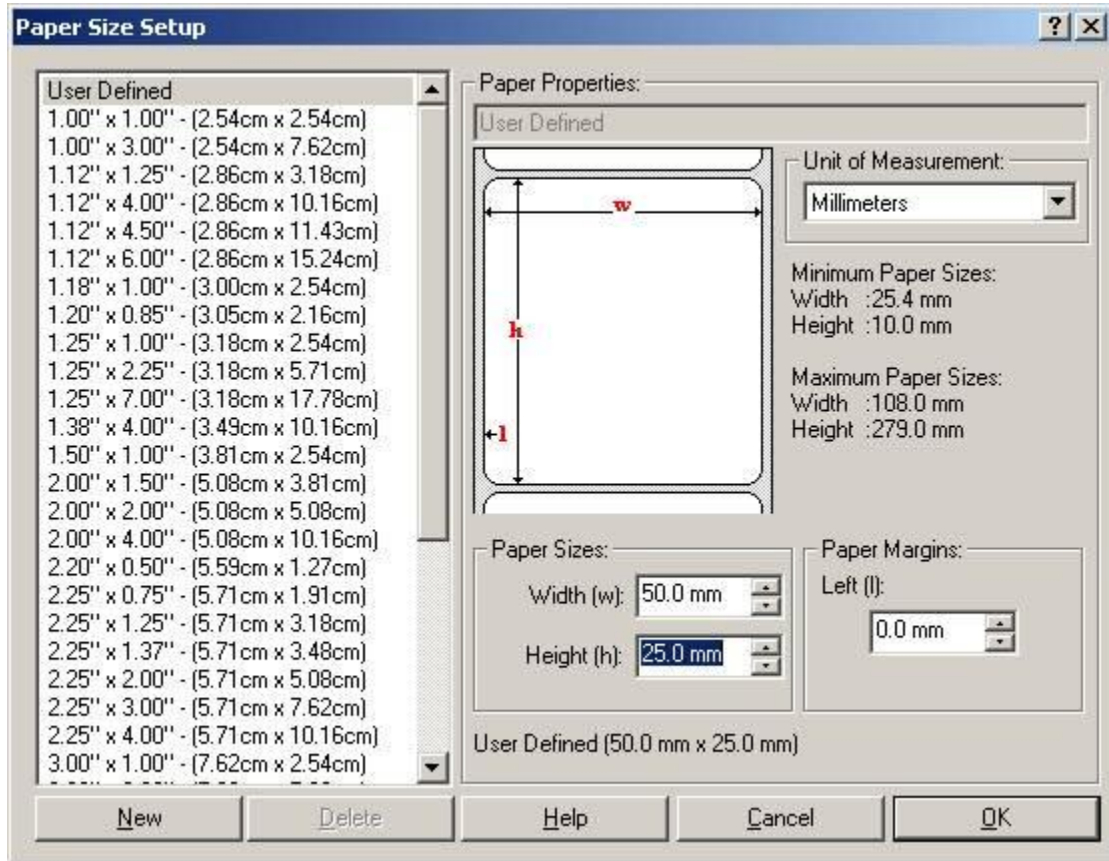 Paper Size Setup
User Defined
1.00" x 1.00" - (2.54cm x 2.54cm)
1.00" x 3.00" - (2.54cm x 7.62cm)
1.12" x 1.25" - (2.86cm x 3.18cm)
1.12" x 4.00" - (2.86cm x 10.16cm)
1.12" x 4.50" - (2.86cm x 11.43cm)
1.12" x 6.00" - (2.86cm x 15.24cm)
1.18" x 1.00" - (3.00cm x 2.54cm)
1.20" x 0.85" - (3.05cm x 2.16cm)
1.25" x 1.00" - (3.18cm x 2.54cm)
1.25" x 2.25" - (3.18cm x 5.71cm)
1.25" x 7.00" - (3.18cm x 17.78cm)
1.38" x 4.00" - (3.49cm x 10.16cm)
1.50" x 1.00" - (3.81cm x 2.54cm)
2.00" x 1.50" - (5.08cm x 3.81cm)
2.00" x 2.00" - (5.08cm x 5.08cm)
2.00" x 4.00" - (5.08cm x 10.16cm)
2.20" x 0.50" - (5.59cm x 1.27cm)
2.25" x 0.75" - (5.71cm x 1.91cm)
2.25" x 1.25" - (5.71cm x 3.18cm)
2.25" x 1.37" - (5.71cm x 3.48cm)
2.25" x 2.00" - (5.71cm x 5.08cm)
2.25" x 3.00" - (5.71cm x 7.62cm)
2.25" x 4.00" - (5.71cm x 10.16cm)
3.00" x 1.00" - (7.62cm x 2.54cm)
Paper Properties:
User Defined
w
h
l
Unit of Measurement:
Millimeters
Minimum Paper Sizes:
Width :25.4 mm
Height :10.0 mm
Maximum Paper Sizes:
Width :108.0 mm
Height :279.0 mm
Paper Sizes:
Width (w): 50.0 mm
Height (h): 25.0 mm
Paper Margins:
Left (l):
0.0 mm
User Defined (50.0 mm x 25.0 mm)
New
Delete
Help
Cancel
OK